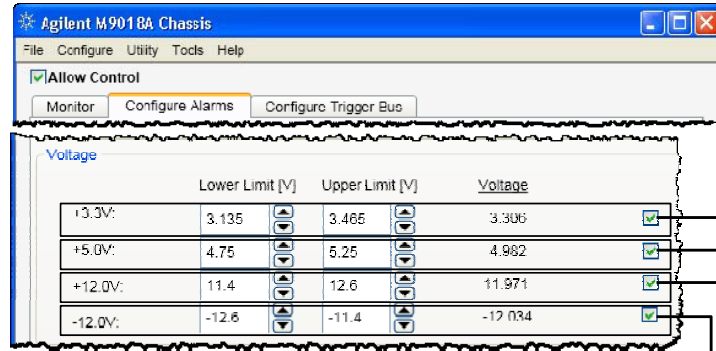 Agilent M9018A Chassis
File Configure Utility Tools Help
Allow Control
Monitor Configure Alarms Configure Trigger Bus
Voltage
Lower Limit [V] Upper Limit [V] Voltage
+3.3V: 3.135 3.465 3.306
+5.0V: 4.75 5.25 4.982
+12.0V: 11.4 12.6 11.971
-12.0V: -12.6 -11.4 -12.034